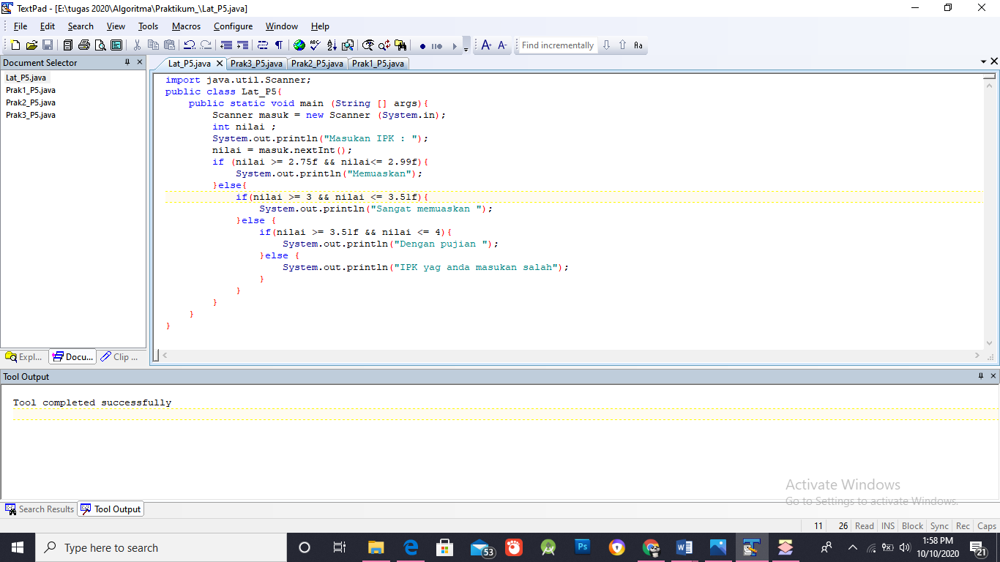 TextPad - [E:\tugas 2020\Algoritma\Praktikum_\Lat_P5.java]
File Edit Search View Tools Macros Configure Window Help
Find incrementally
Document Selector
Lat_P5.java
Prak1_P5.java
Prak2_P5.java
Prak3_P5.java
Expl... Docu... Clip ...
Lat_P5.java Prak3_P5.java Prak2_P5.java Prak1_P5.java
import java.util.Scanner;
public class Lat_P5{
public static void main (String [] args){
Scanner masuk = new Scanner (System.in);
int nilai ;
System.out.println("Masukan IPK : ");
nilai = masuk.nextInt();
if (nilai >= 2.75f && nilai<= 2.99f){
System.out.println("Memuaskan");
}else{
if(nilai >= 3 && nilai <= 3.51f){
System.out.println("Sangat memuaskan ");
}else {
if(nilai >= 3.51f && nilai <= 4){
System.out.println("Dengan pujian ");
}else {
System.out.println("IPK yag anda masukan salah");
}
}
}
}
}
Tool Output
Tool completed successfully
Activate Windows
Go to Settings to activate Windows.
Search Results Tool Output
11 26 Read INS Block Sync Rec Caps
Type here to search
53
Ps
1:58 PM
10/10/2020
21